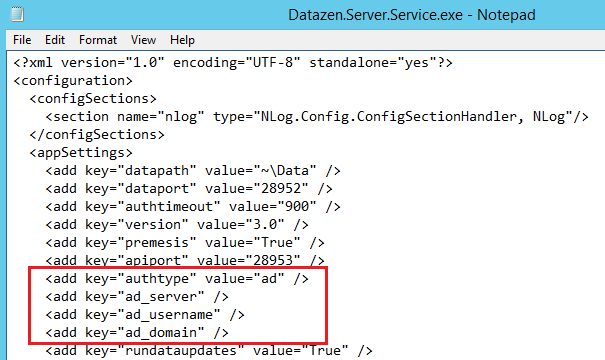 Datazen.Server.Service.exe - Notepad
File Edit Format View Help
<?xml version="1.0" encoding="UTF-8" standalone="yes"?>
<configuration>
<configSections>
<section name="nlog" type="NLog.Config.ConfigSectionHandler, NLog"/>
</configSections>
<appSettings>
<add key="datapath" value="~\Data" />
<add key="dataport" value="28952" />
<add key="authtimeout" value="900" />
<add key="version" value="3.0" />
<add key="premesis" value="True" />
<add key="apiport" value="28953" />
<add key="authtype" value="ad" />
<add key="ad_server" />
<add key="ad_username" />
<add key="ad_domain" />
<add key="rundataupdates" value="True" />